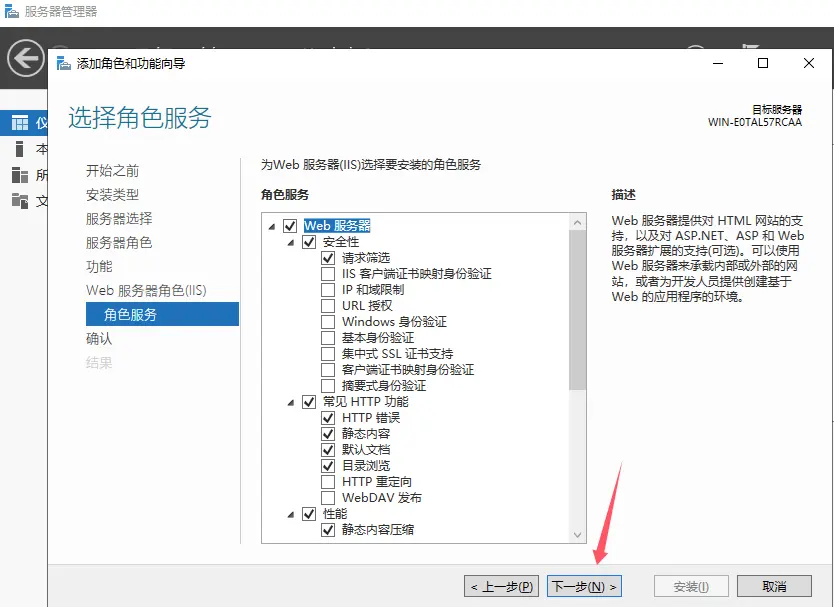 服务器管理器
添加角色和功能向导
选择角色服务
目标服务器
WIN-E0TAL57RCAA
仪
本
所
文
开始之前
安装类型
服务器选择
服务器角色
功能
Web 服务器角色(IIS)
角色服务
确认
结果
为Web 服务器(IIS)选择要安装的角色服务
角色服务
Web 服务器
安全性
请求筛选
IIS 客户端证书映射身份验证
IP 和域限制
URL 授权
Windows 身份验证
基本身份验证
集中式 SSL 证书支持
客户端证书映射身份验证
摘要式身份验证
常见 HTTP 功能
HTTP 错误
静态内容
默认文档
目录浏览
HTTP 重定向
WebDAV 发布
性能
静态内容压缩
描述
Web 服务器提供对 HTML 网站的支
持，以及对 ASP.NET、ASP 和 Web
服务器扩展的支持(可选)。可以使用
Web 服务器来承载内部或外部的网
站，或者为开发人员提供创建基于
Web 的应用程序的环境。
< 上一步(P)
下一步(N) >
安装(I)
取消